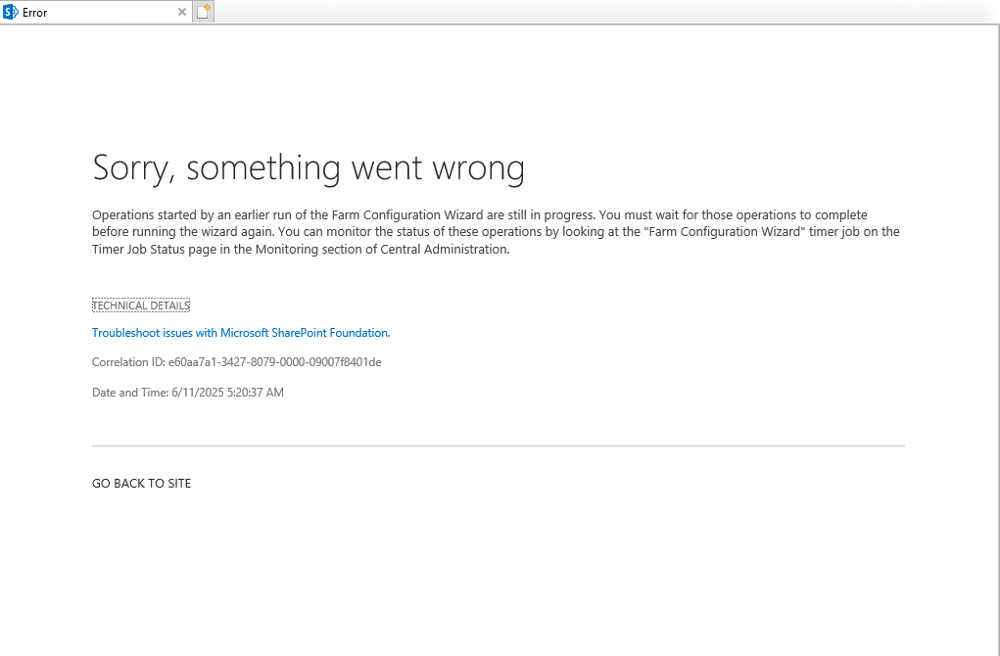 Error
Sorry, something went wrong
Operations started by an earlier run of the Farm Configuration Wizard are still in progress. You must wait for those operations to complete
before running the wizard again. You can monitor the status of these operations by looking at the "Farm Configuration Wizard" timer job on the
Timer Job Status page in the Monitoring section of Central Administration.
TECHNICAL DETAILS
Troubleshoot issues with Microsoft SharePoint Foundation.
Correlation ID: e60aa7a1-3427-8079-0000-09007f8401de
Date and Time: 6/11/2025 5:20:37 AM
GO BACK TO SITE